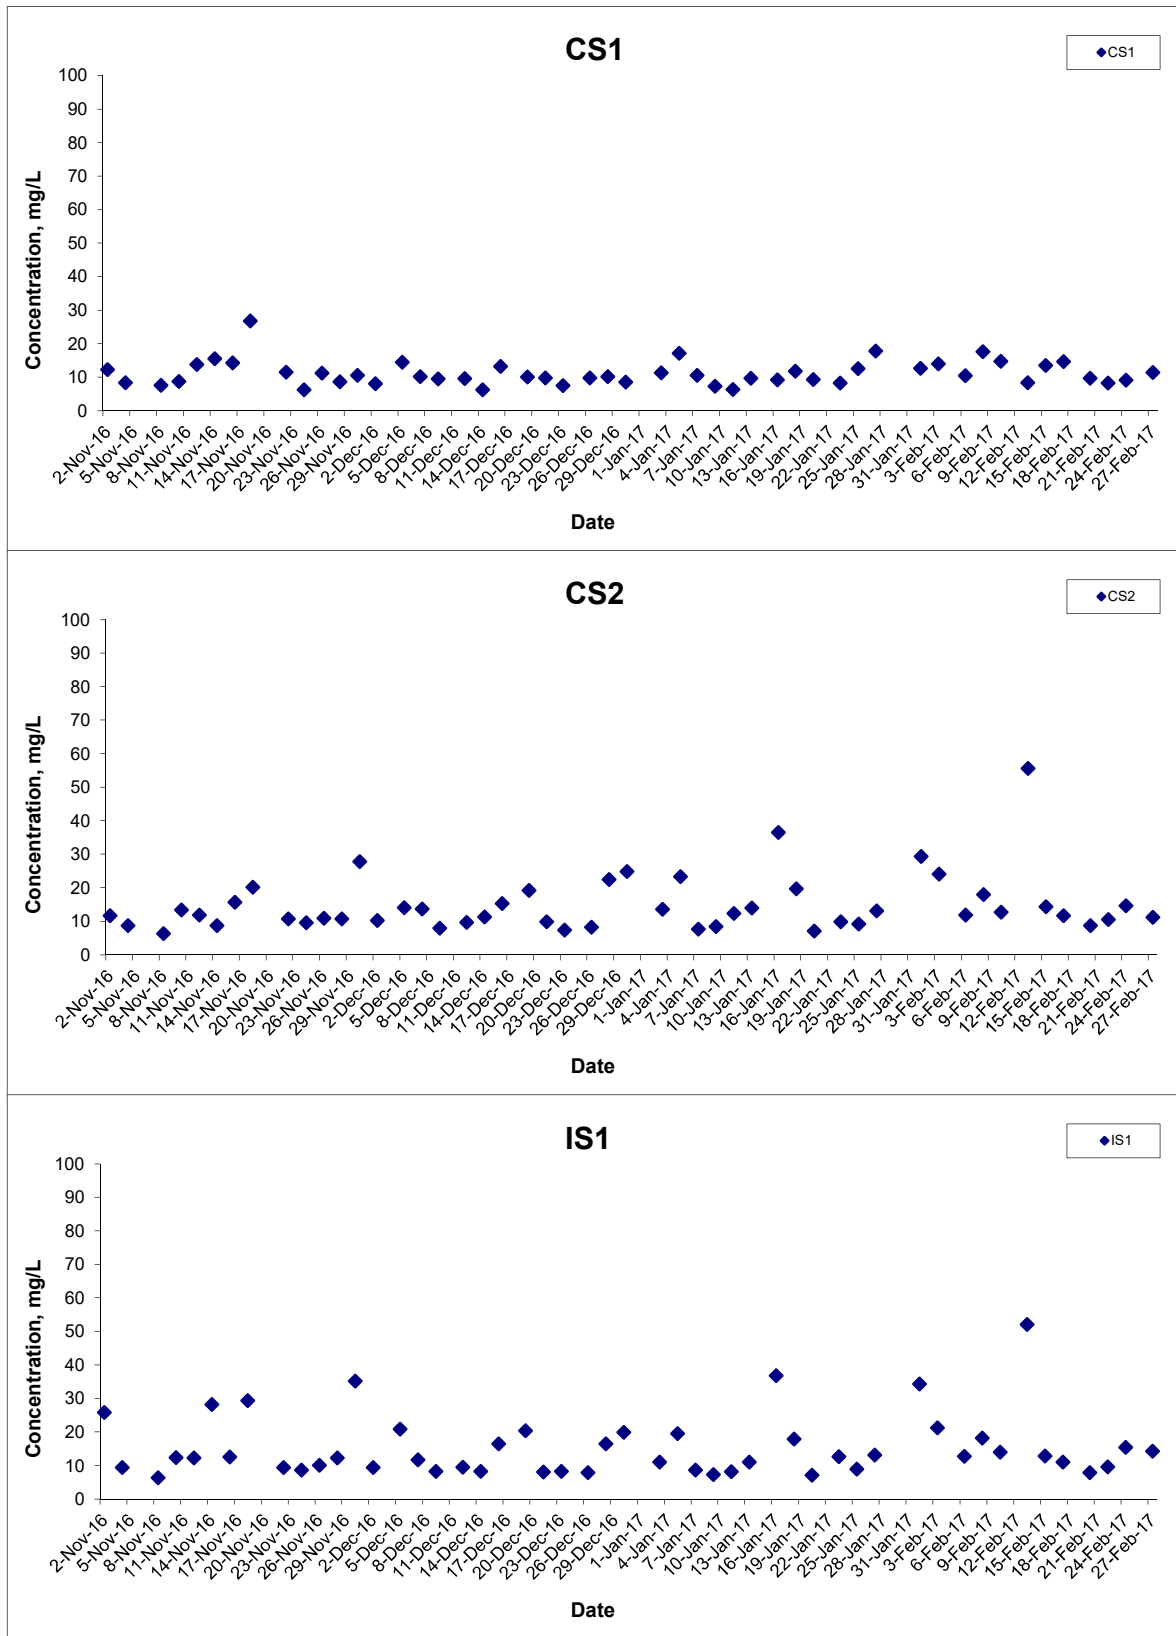 CS1
CS1
100
90
80
70
60
50
40
30
20
10
0
Concentration, mg/L
2-Nov-16
5-Nov-16
8-Nov-16
11-Nov-16
14-Nov-16
17-Nov-16
20-Nov-16
23-Nov-16
26-Nov-16
29-Nov-16
2-Dec-16
5-Dec-16
8-Dec-16
11-Dec-16
14-Dec-16
17-Dec-16
20-Dec-16
23-Dec-16
26-Dec-16
29-Dec-16
1-Jan-17
4-Jan-17
7-Jan-17
10-Jan-17
13-Jan-17
16-Jan-17
19-Jan-17
22-Jan-17
25-Jan-17
28-Jan-17
31-Jan-17
3-Feb-17
6-Feb-17
9-Feb-17
12-Feb-17
15-Feb-17
18-Feb-17
21-Feb-17
24-Feb-17
27-Feb-17
Date
CS2
CS2
100
90
80
70
60
50
40
30
20
10
0
Concentration, mg/L
2-Nov-16
5-Nov-16
8-Nov-16
11-Nov-16
14-Nov-16
17-Nov-16
20-Nov-16
23-Nov-16
26-Nov-16
29-Nov-16
2-Dec-16
5-Dec-16
8-Dec-16
11-Dec-16
14-Dec-16
17-Dec-16
20-Dec-16
23-Dec-16
26-Dec-16
29-Dec-16
1-Jan-17
4-Jan-17
7-Jan-17
10-Jan-17
13-Jan-17
16-Jan-17
19-Jan-17
22-Jan-17
25-Jan-17
28-Jan-17
31-Jan-17
3-Feb-17
6-Feb-17
9-Feb-17
12-Feb-17
15-Feb-17
18-Feb-17
21-Feb-17
24-Feb-17
27-Feb-17
Date
IS1
IS1
100
90
80
70
60
50
40
30
20
10
0
Concentration, mg/L
2-Nov-16
5-Nov-16
8-Nov-16
11-Nov-16
14-Nov-16
17-Nov-16
20-Nov-16
23-Nov-16
26-Nov-16
29-Nov-16
2-Dec-16
5-Dec-16
8-Dec-16
11-Dec-16
14-Dec-16
17-Dec-16
20-Dec-16
23-Dec-16
26-Dec-16
29-Dec-16
1-Jan-17
4-Jan-17
7-Jan-17
10-Jan-17
13-Jan-17
16-Jan-17
19-Jan-17
22-Jan-17
25-Jan-17
28-Jan-17
31-Jan-17
3-Feb-17
6-Feb-17
9-Feb-17
12-Feb-17
15-Feb-17
18-Feb-17
21-Feb-17
24-Feb-17
27-Feb-17
Date